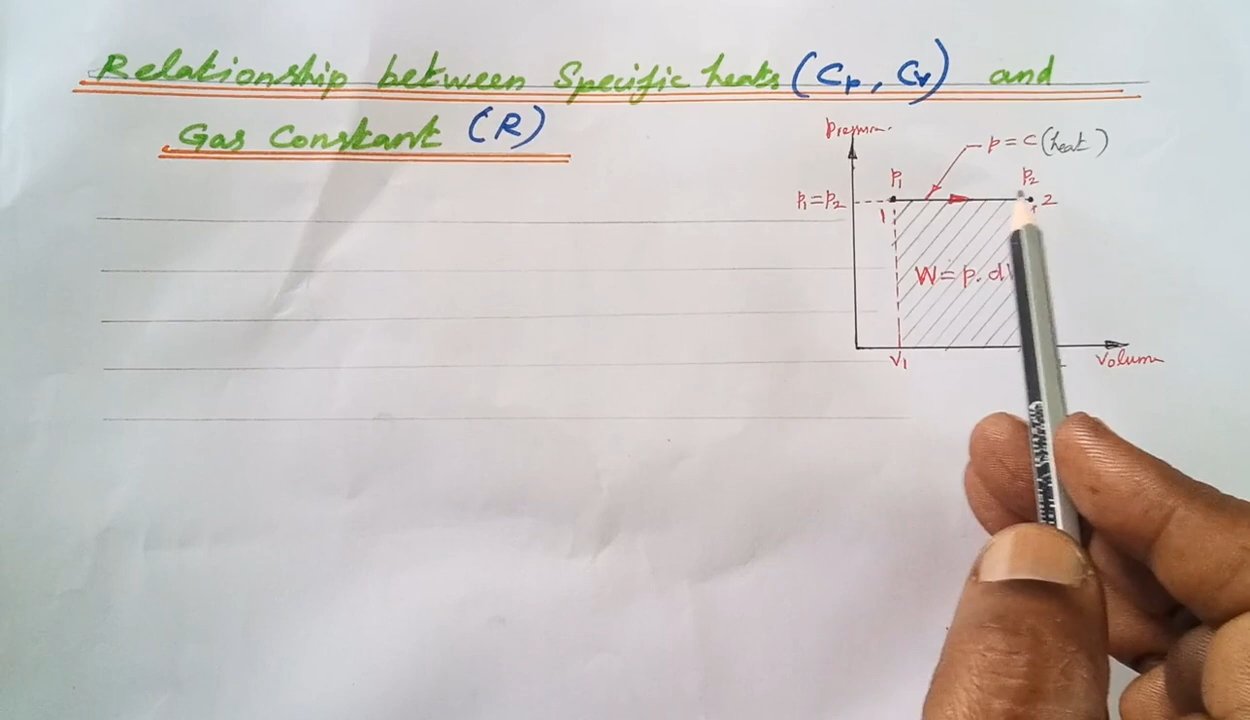 Relationship between Specific heats (Cp, Cv) and
Gas Constant (R)
Pressure
p = C (heat)
P1
P2
P1 = P2
1
2
W = p. dv
V1
Volume